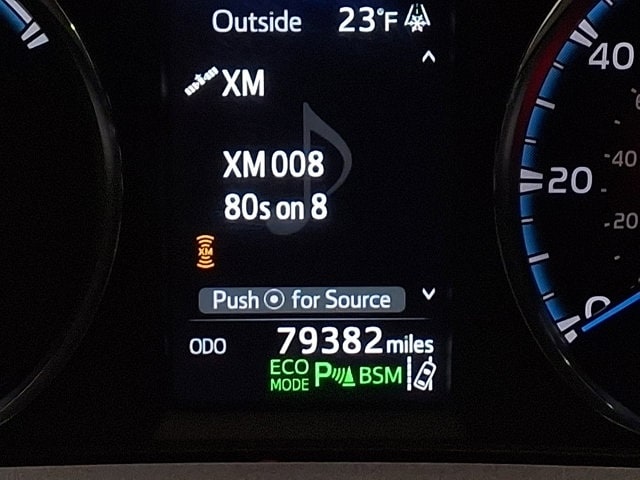 Outside 23°F
XM
XM 008
80s on 8
XM
Push for Source
ODO 79382 miles
ECO MODE P BSM
40
20
0
-40
-20